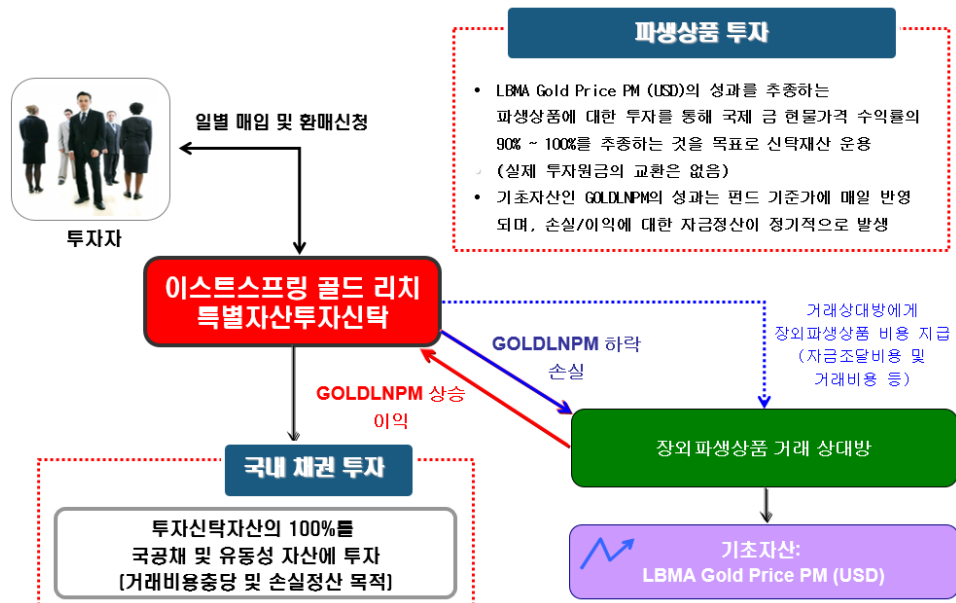 파생상품 투자
• LBMA Gold Price PM (USD)의 성과를 추종하는
파생상품에 대한 투자를 통해 국제 금 현물가격 수익률의
90% ~ 100%를 추종하는 것을 목표로 신탁재산 운용
(실제 투자원금의 교환은 없음)
• 기초자산인 GOLDLNPM의 성과는 펀드 기준가에 매일 반영
되며, 손실/이익에 대한 자금정산이 정기적으로 발생
일별 매입 및 환매신청
투자자
이스트스프링 골드 리치
특별자산투자신탁
거래상대방에게
장외파생상품 비용 지급
(자금조달비용 및
거래비용 등)
GOLDLNPM 하락
손실
GOLDLNPM 상승
이익
장외파생상품 거래 상대방
국내 채권 투자
투자신탁자산의 100%를
국공채 및 유동성 자산에 투자
[거래비용충당 및 손실정산 목적]
기초자산:
LBMA Gold Price PM (USD)